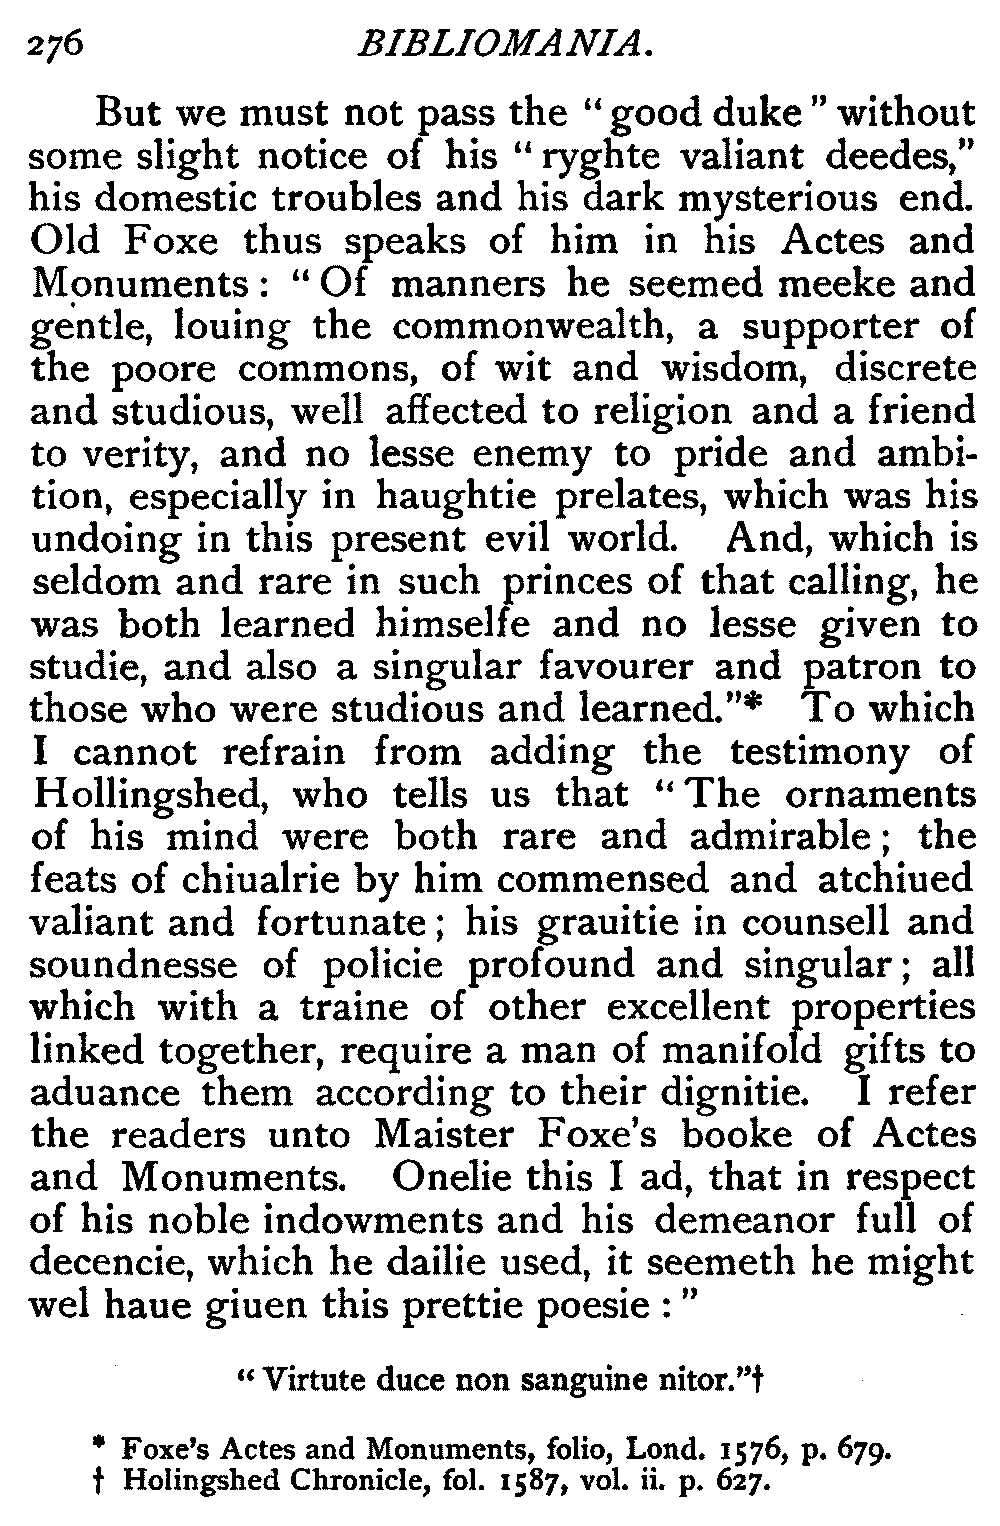 276 BIBLIOMANIA.
But we must not pass the "good duke" without
some slight notice of his "ryghte valiant deedes,"
his domestic troubles and his dark mysterious end.
Old Foxe thus speaks of him in his Actes and
Monuments: "Of manners he seemed meeke and
gentle, louing the commonwealth, a supporter of
the poore commons, of wit and wisdom, discrete
and studious, well affected to religion and a friend
to verity, and no lesse enemy to pride and ambi-
tion, especially in haughtie prelates, which was his
undoing in this present evil world. And, which is
seldom and rare in such princes of that calling, he
was both learned himselfe and no lesse given to
studie, and also a singular favourer and patron to
those who were studious and learned."* To which
I cannot refrain from adding the testimony of
Hollingshed, who tells us that "The ornaments
of his mind were both rare and admirable; the
feats of chiualrie by him commensed and atchiued
valiant and fortunate; his grauitie in counsell and
soundnesse of policie profound and singular; all
which with a traine of other excellent properties
linked together, require a man of manifold gifts to
aduance them according to their dignitie. I refer
the readers unto Maister Foxe's booke of Actes
and Monuments. Onelie this I ad, that in respect
of his noble indowments and his demeanor full of
decencie, which he dailie used, it seemeth he might
wel haue giuen this prettie poesie:"
"Virtute duce non sanguine nitor."†
* Foxe's Actes and Monuments, folio, Lond. 1576, p. 679.
† Holingshed Chronicle, fol. 1587, vol. ii. p. 627.